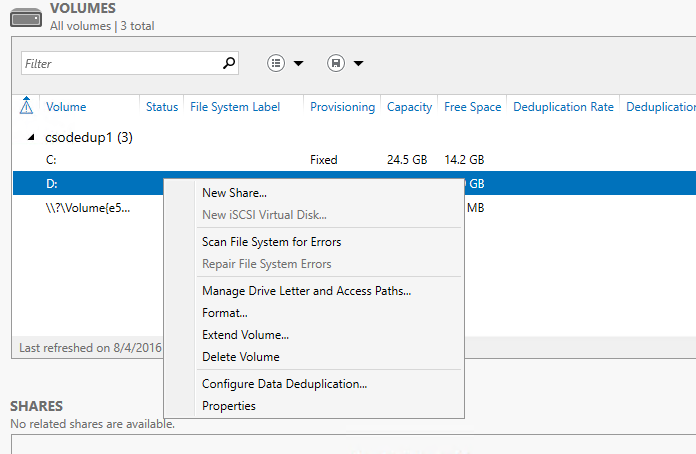 VOLUMES
All volumes | 3 total
Filter
Volume Status File System Label Provisioning Capacity Free Space Deduplication Rate Deduplication
csodedup1 (3)
C: Fixed 24.5 GB 14.2 GB
D: GB
\\?\Volume{e5... MB
New Share...
New iSCSI Virtual Disk...
Scan File System for Errors
Repair File System Errors
Manage Drive Letter and Access Paths...
Format...
Extend Volume...
Delete Volume
Configure Data Deduplication...
Properties
Last refreshed on 8/4/2016
SHARES
No related shares are available.